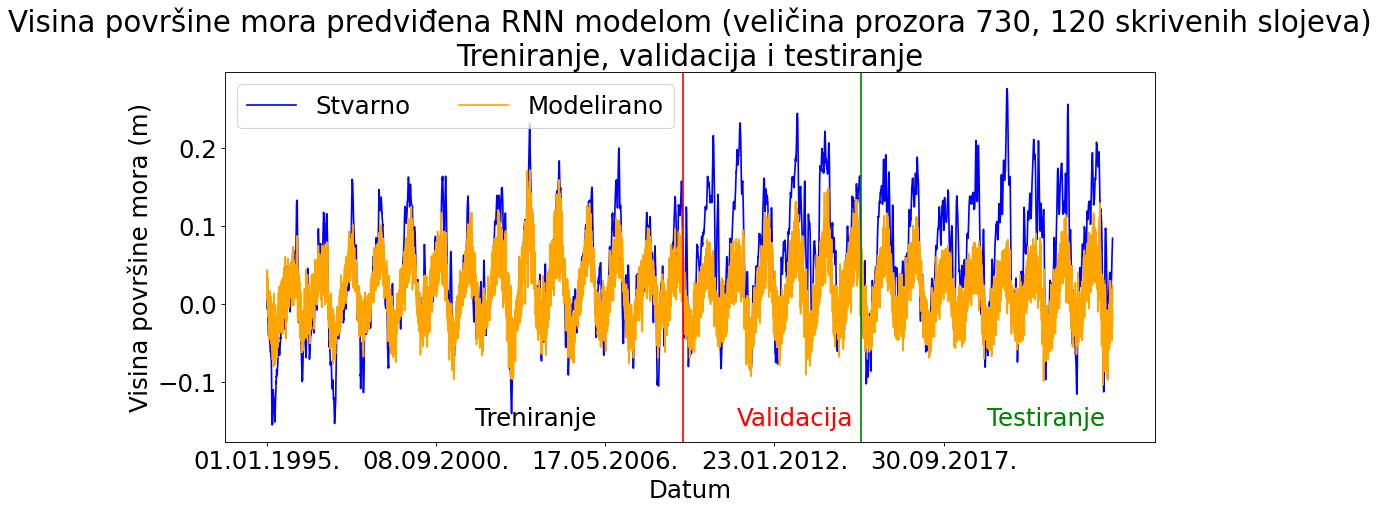 Visina površine mora predviđena RNN modelom (veličina prozora 730, 120 skrivenih slojeva)
Treniranje, validacija i testiranje
Stvarno Modelirano
Visina površine mora (m)
0.2
0.1
0.0
−0.1
Treniranje Validacija Testiranje
01.01.1995. 08.09.2000. 17.05.2006. 23.01.2012. 30.09.2017.
Datum